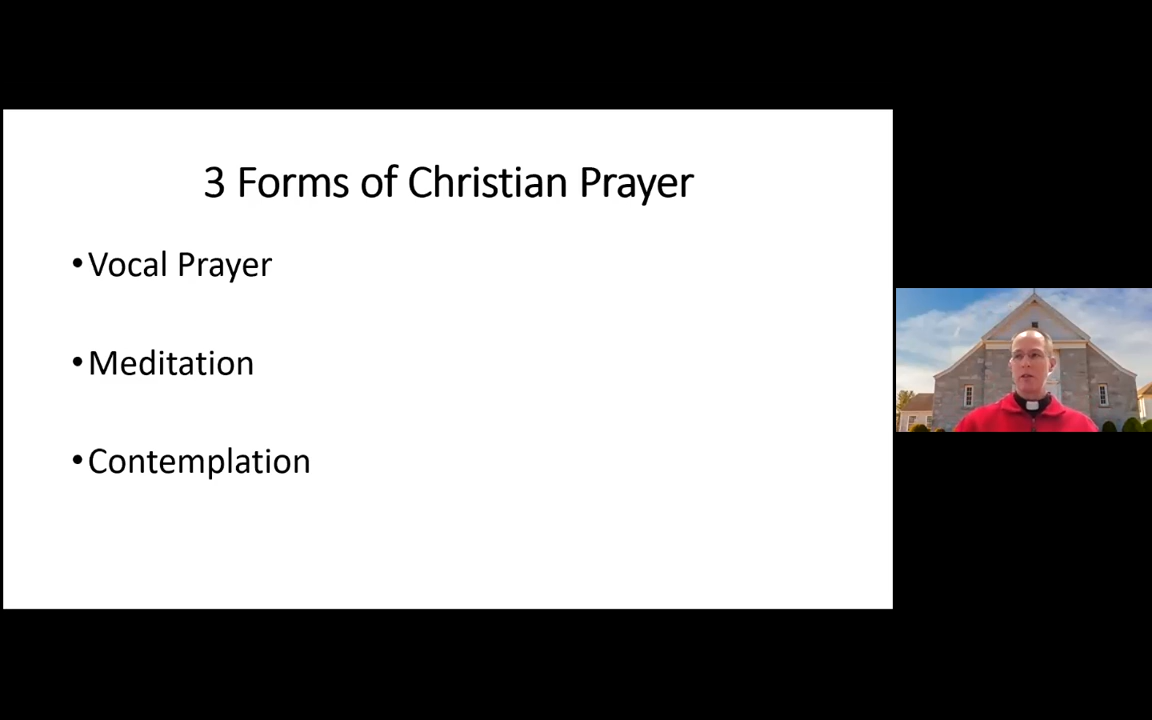 3 Forms of Christian Prayer
•Vocal Prayer
•Meditation
•Contemplation